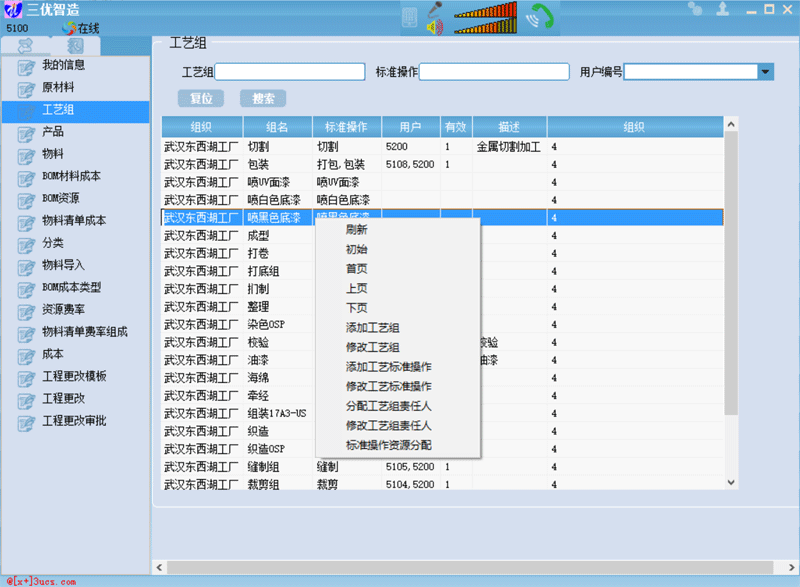 三优智造
5100 在线
我的信息
原材料
工艺组
产品
物料
BOM材料成本
BOM资源
物料清单成本
分类
物料导入
BOM成本类型
资源费率
物料清单费率组成
成本
工程更改模板
工程更改
工程更改审批
工艺组
工艺组 标准操作 用户编号
复位 搜索
组织 组名 标准操作 用户 有效 描述 组织
武汉东西湖工厂 切割 切割 5200 1 金属切割加工 4
武汉东西湖工厂 包装 打包,包装 5108,5200 1 4
武汉东西湖工厂 喷UV面漆 喷UV面漆 4
武汉东西湖工厂 喷白色底漆 喷白色底漆 4
武汉东西湖工厂 喷黑色底漆 喷黑色底漆 4
武汉东西湖工厂 成型 4
武汉东西湖工厂 打卷 4
武汉东西湖工厂 打底组 4
武汉东西湖工厂 扪制 4
武汉东西湖工厂 整理 4
武汉东西湖工厂 染色OSP 4
武汉东西湖工厂 校验 校验 4
武汉东西湖工厂 油漆 油漆 4
武汉东西湖工厂 海绵 4
武汉东西湖工厂 牵经 4
武汉东西湖工厂 组装17A3-US 4
武汉东西湖工厂 织造 4
武汉东西湖工厂 织造OSP 4
武汉东西湖工厂 缝制组 缝制 5105,5200 1 4
武汉东西湖工厂 裁剪组 裁剪 5104,5200 1 4
刷新
初始
首页
上页
下页
添加工艺组
修改工艺组
添加工艺标准操作
修改工艺标准操作
分配工艺组责任人
修改工艺组责任人
标准操作资源分配
@[x+]3ucs.com